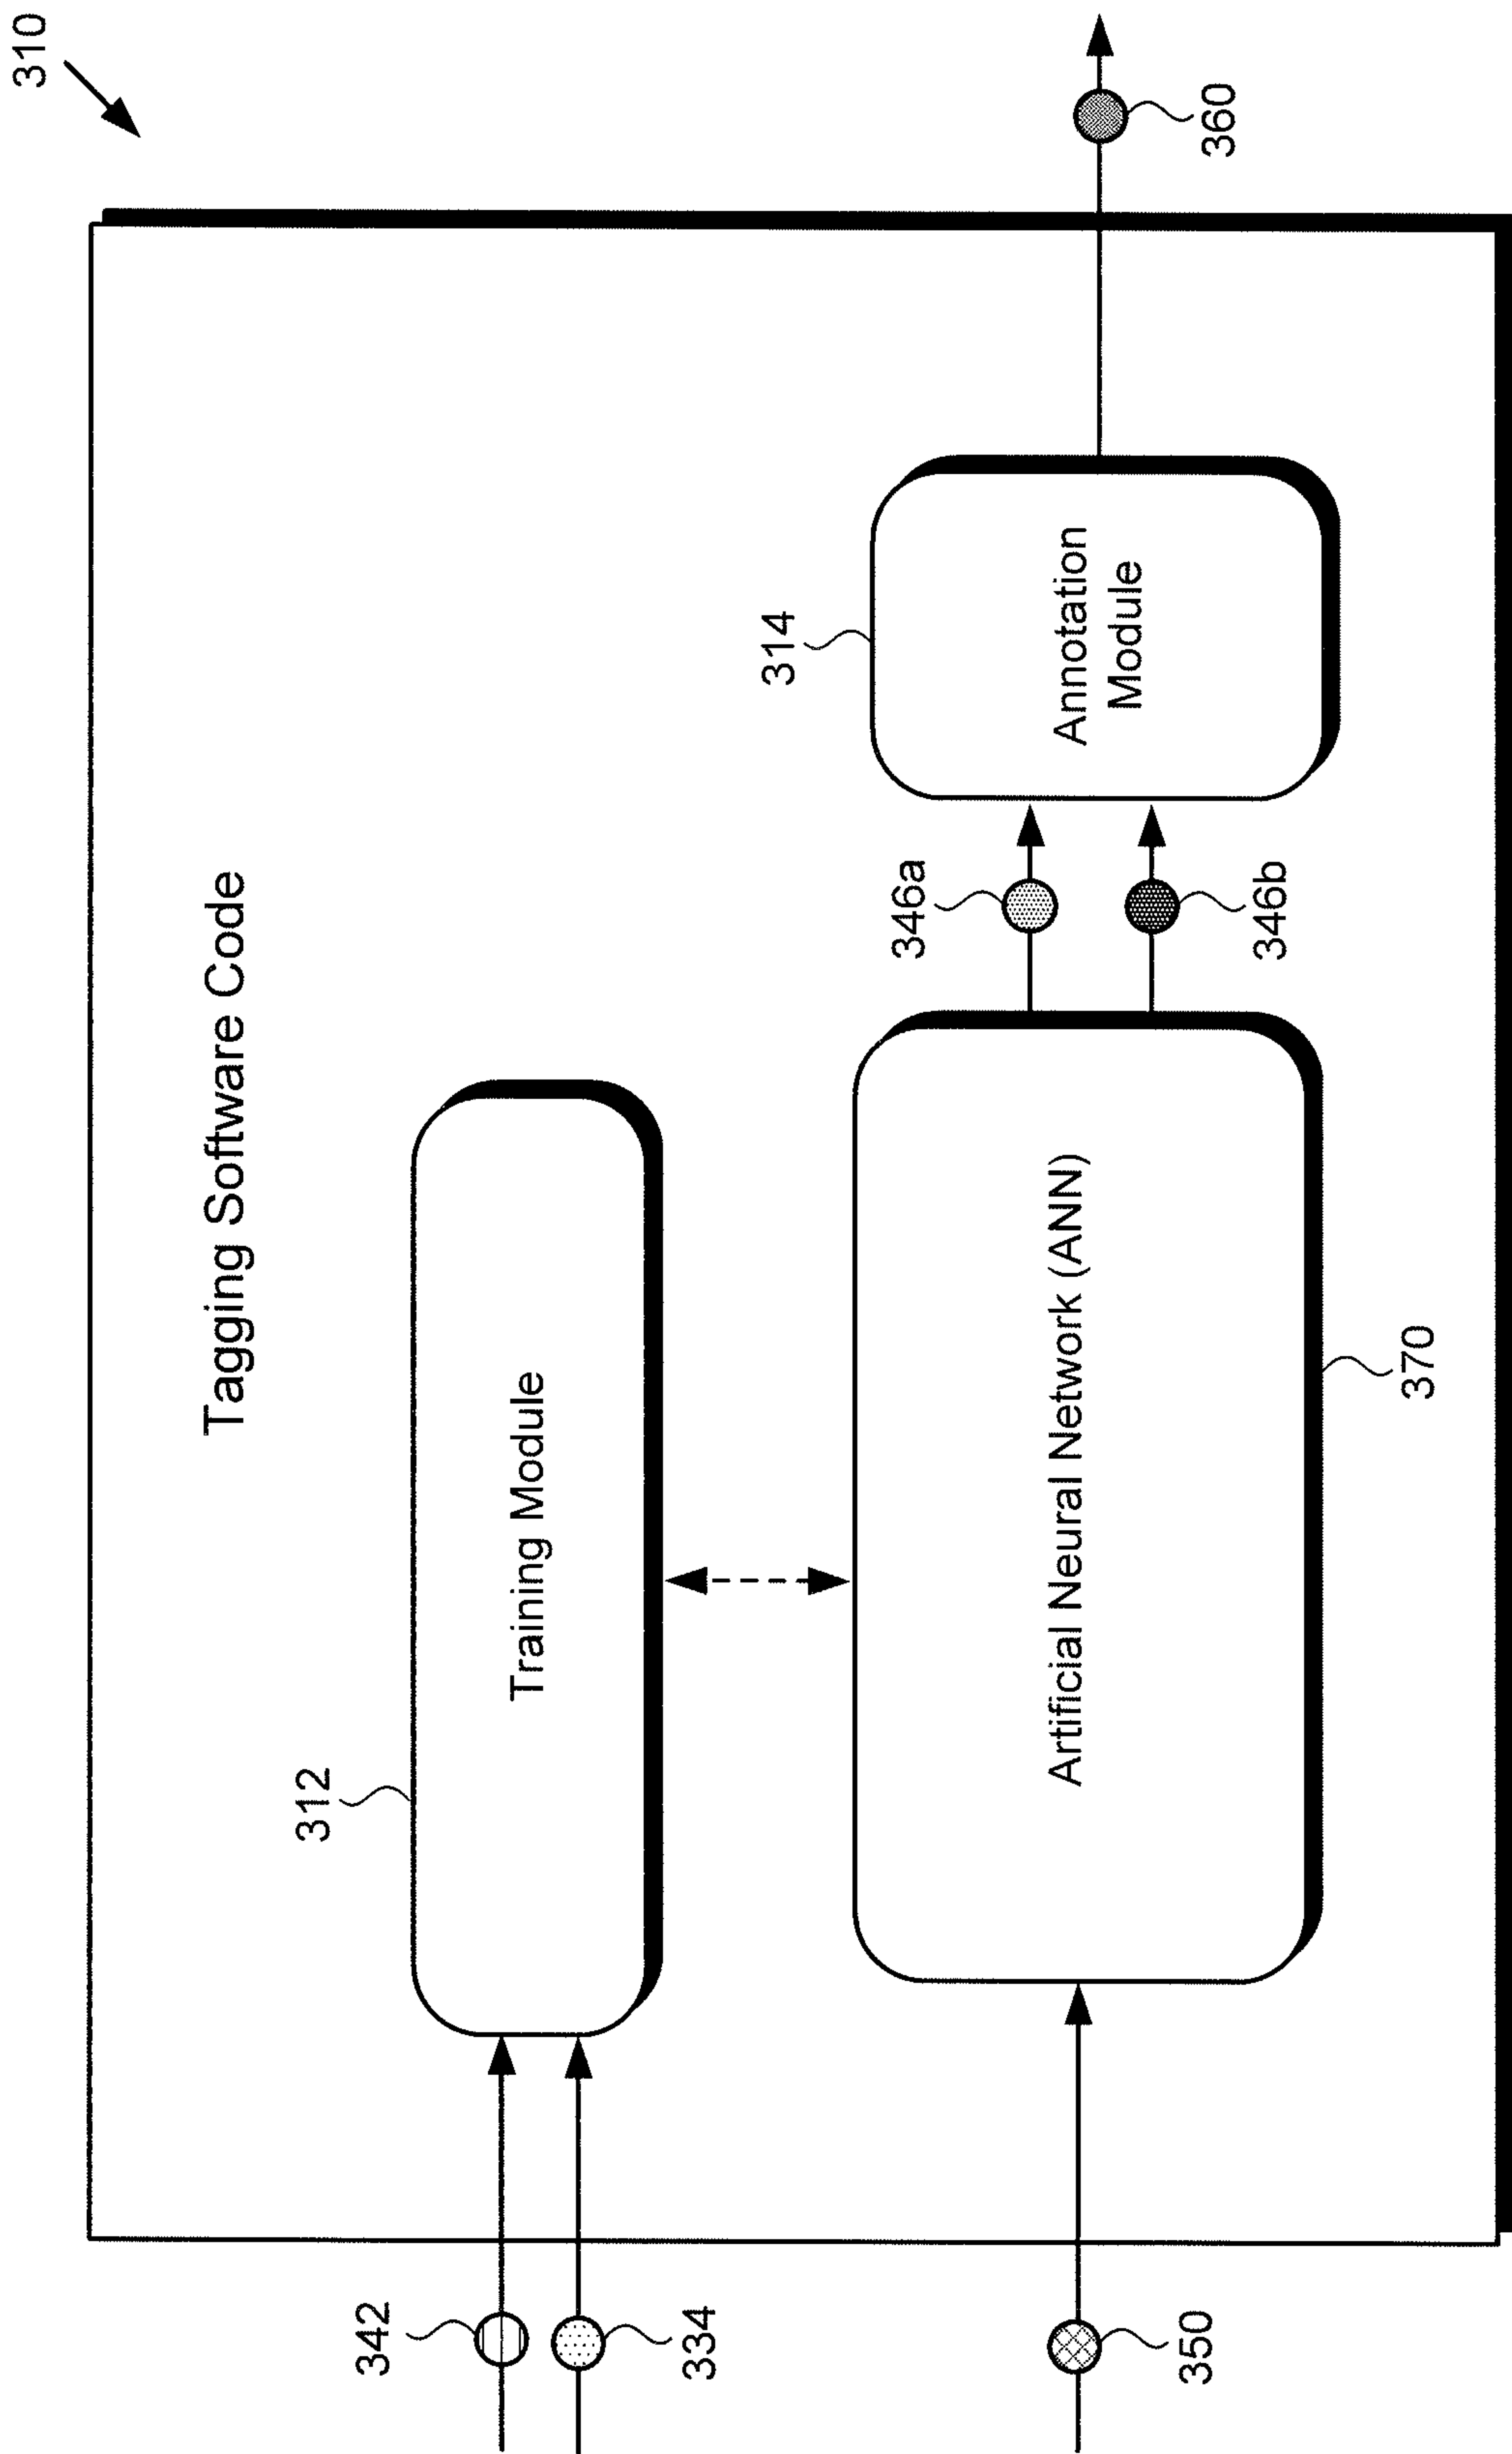 310
Tagging Software Code
312
342
Training Module
334
314
346a
Artificial Neural Network (ANN)
Annotation
Module
360
350
346b
370